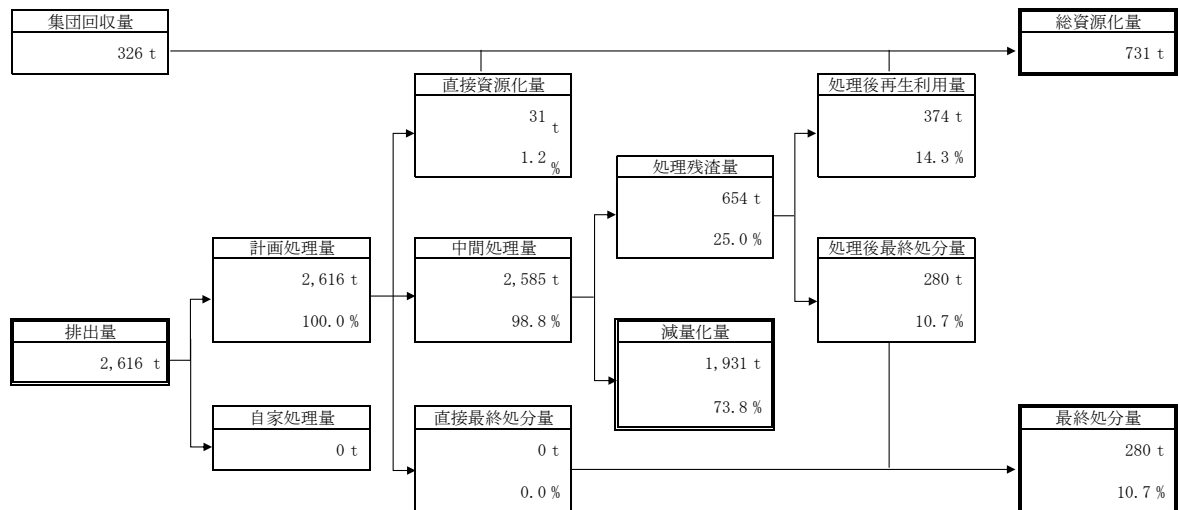 集団回収量
326 t
総資源化量
731 t
直接資源化量
31 t
1.2 %
処理後再生利用量
374 t
14.3 %
処理残渣量
654 t
25.0 %
計画処理量
2,616 t
100.0 %
中間処理量
2,585 t
98.8 %
処理後最終処分量
280 t
10.7 %
排出量
2,616 t
減量化量
1,931 t
73.8 %
自家処理量
0 t
直接最終処分量
0 t
0.0 %
最終処分量
280 t
10.7 %